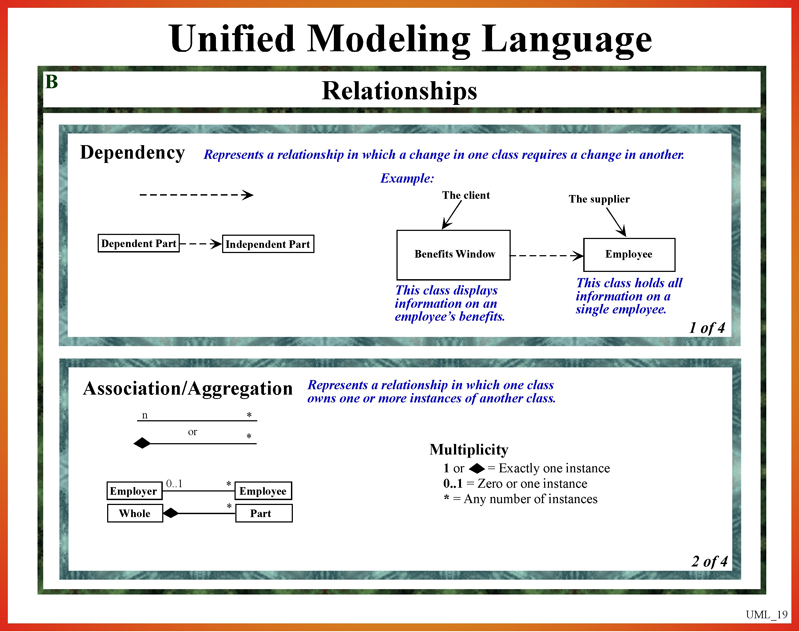 Unified Modeling Language
B
Relationships
Dependency
Represents a relationship in which a change in one class requires a change in another.
Example:
The client
The supplier
Dependent Part
Independent Part
Benefits Window
Employee
This class displays
information on an
employee's benefits.
This class holds all
information on a
single employee.
1 of 4
Association/Aggregation
Represents a relationship in which one class
owns one or more instances of another class.
n *
or
*
Multiplicity
1 or = Exactly one instance
0..1 = Zero or one instance
* = Any number of instances
0..1 *
Employer Employee
*
Whole Part
2 of 4
UML_19